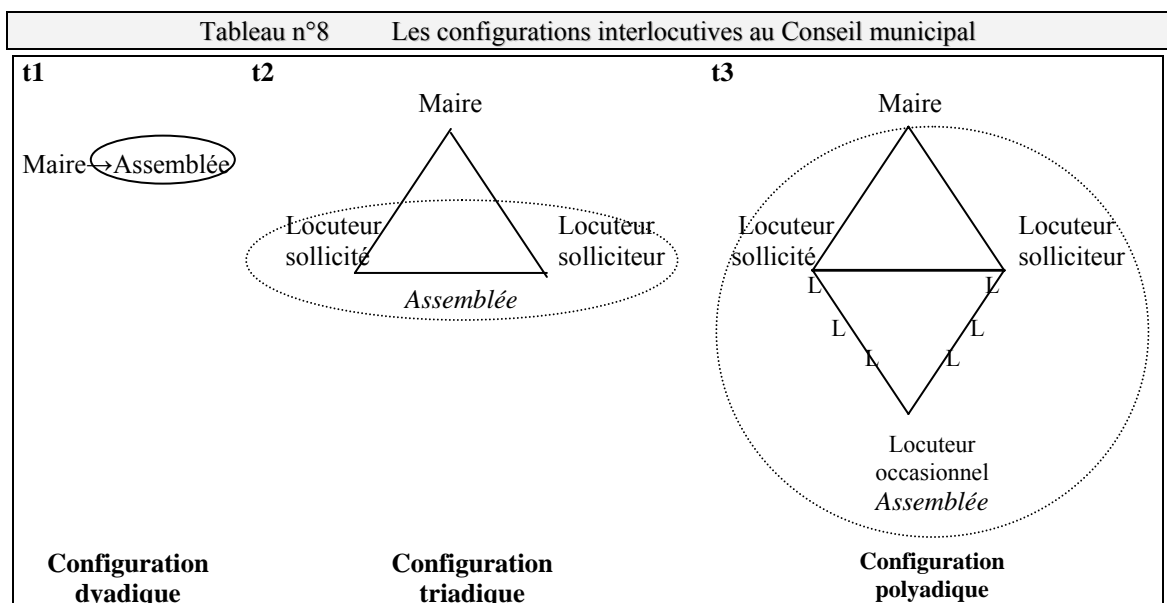 Tableau n°8 Les configurations interlocutives au Conseil municipal
t1
t2
t3
Maire→Assemblée
Maire
Locuteur sollicité
Locuteur solliciteur
Assemblée
Maire
Locuteur sollicité
Locuteur solliciteur
L
L
L
L
L
L
Locuteur
occasionnel
Assemblée
Configuration
dyadique
Configuration
triadique
Configuration
polyadique